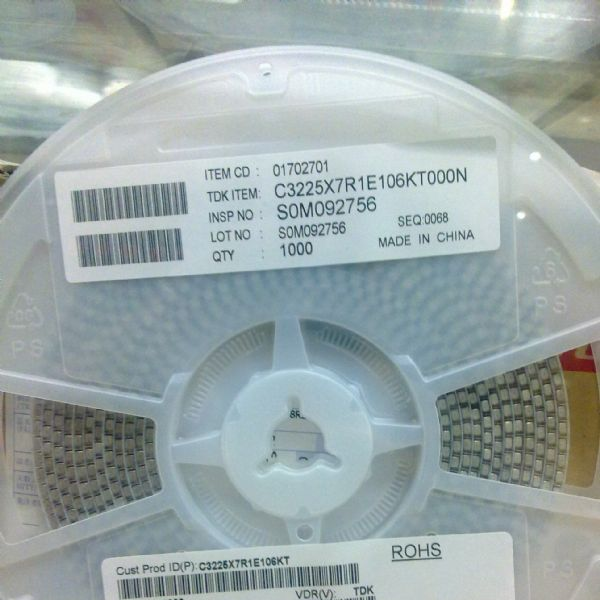 ITEM CD : 01702701
TDK ITEM: C3225X7R1E106KT000N
INSP NO : S0M092756
SEQ:0068
LOT NO : S0M092756
QTY : 1000
MADE IN CHINA
PS
PS
ROHS
Cust Prod ID(P): C3225X7R1E106KT
VDR(V): TDK
PS